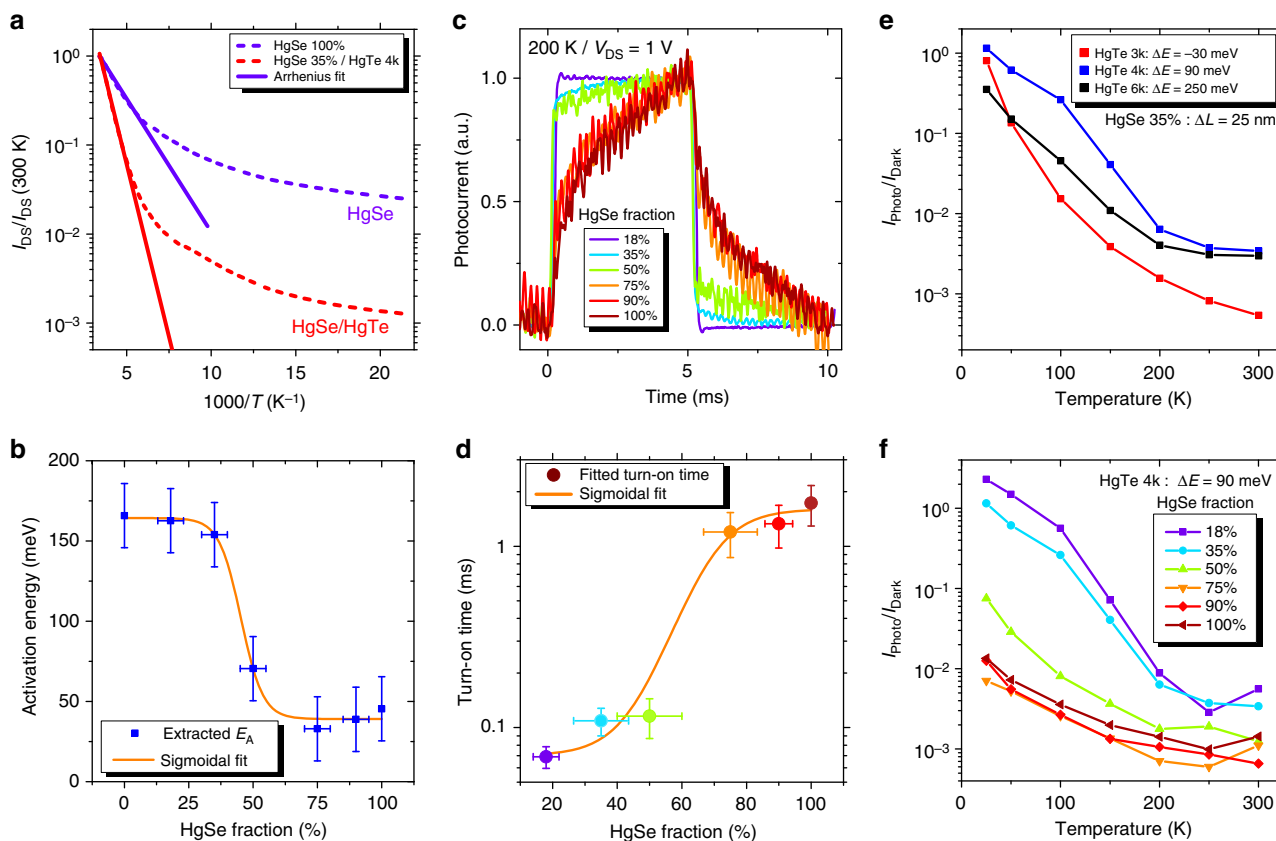 a
HgSe 100%
HgSe 35% / HgTe 4k
Arrhenius fit
10⁰
10⁻¹
10⁻²
10⁻³
I_DS/I_DS (300 K)
HgSe
HgSe/HgTe
5
10
15
20
1000/T (K⁻¹)
b
200
150
100
50
0
Activation energy (meV)
Extracted E_A
Sigmoidal fit
0
25
50
75
100
HgSe fraction (%)
c
200 K / V_DS = 1 V
1.0
0.5
0.0
Photocurrent (a.u.)
HgSe fraction
18%
35%
50%
75%
90%
100%
0
5
10
Time (ms)
d
Fitted turn-on time
Sigmoidal fit
1
0.1
Turn-on time (ms)
20
40
60
80
100
HgSe fraction (%)
e
HgTe 3k: ΔE = –30 meV
HgTe 4k: ΔE = 90 meV
HgTe 6k: ΔE = 250 meV
HgSe 35% : ΔL = 25 nm
10⁰
10⁻¹
10⁻²
10⁻³
I_Photo/I_Dark
0
100
200
300
Temperature (K)
f
HgTe 4k : ΔE = 90 meV
HgSe fraction
18%
35%
50%
75%
90%
100%
10⁰
10⁻¹
10⁻²
10⁻³
I_Photo/I_Dark
0
100
200
300
Temperature (K)